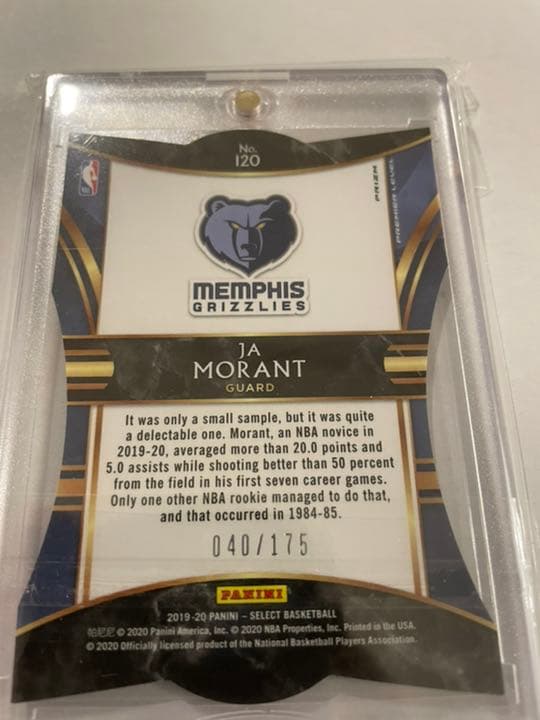 No.
120
PRIZM
PREMIER LEVEL
MEMPHIS
GRIZZLIES
JA
MORANT
GUARD
It was only a small sample, but it was quite
a delectable one. Morant, an NBA novice in
2019-20, averaged more than 20.0 points and
5.0 assists while shooting better than 50 percent
from the field in his first seven career games.
Only one other NBA rookie managed to do that,
and that occurred in 1984-85.
040/175
PANINI
2019-20 PANINI – SELECT BASKETBALL
帕尼尼 © 2020 Panini America, Inc. © 2020 NBA Properties, Inc. Printed in the USA.
© 2020 Officially licensed product of the National Basketball Players Association.